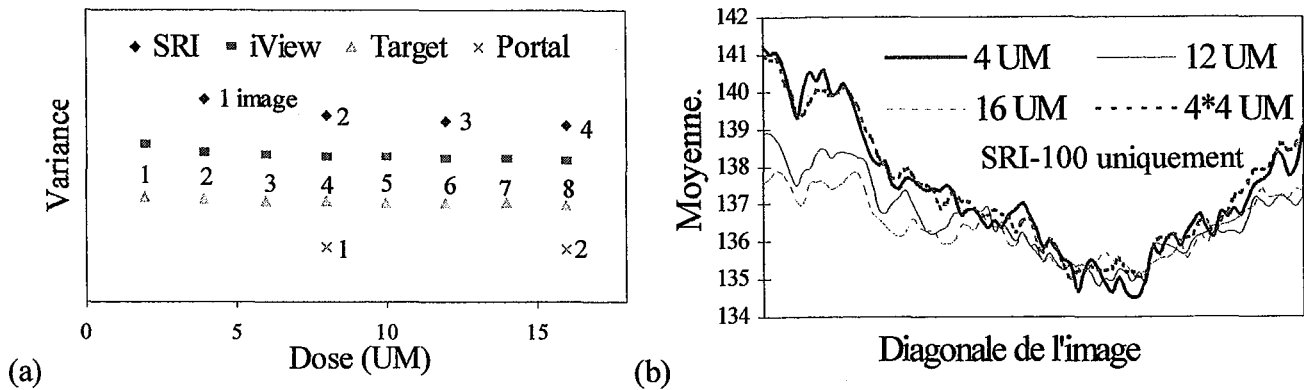 SRI iView Target Portal
1 image
2
3
4
1 2 3 4 5 6 7 8
1
2
Variance
0 5 10 15
Dose (UM)
(a)
142
141
140
139
138
137
136
135
134
4 UM 12 UM
16 UM 4*4 UM
SRI-100 uniquement
Moyenne.
Diagonale de l'image
(b)